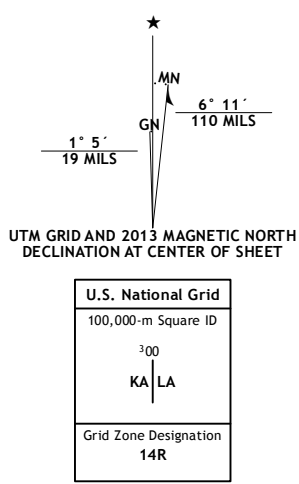 ★
MN
6° 11´
110 MILS
GN
1° 5´
19 MILS
UTM GRID AND 2013 MAGNETIC NORTH
DECLINATION AT CENTER OF SHEET
U.S. National Grid
100,000-m Square ID
³00
KA LA
Grid Zone Designation
14R